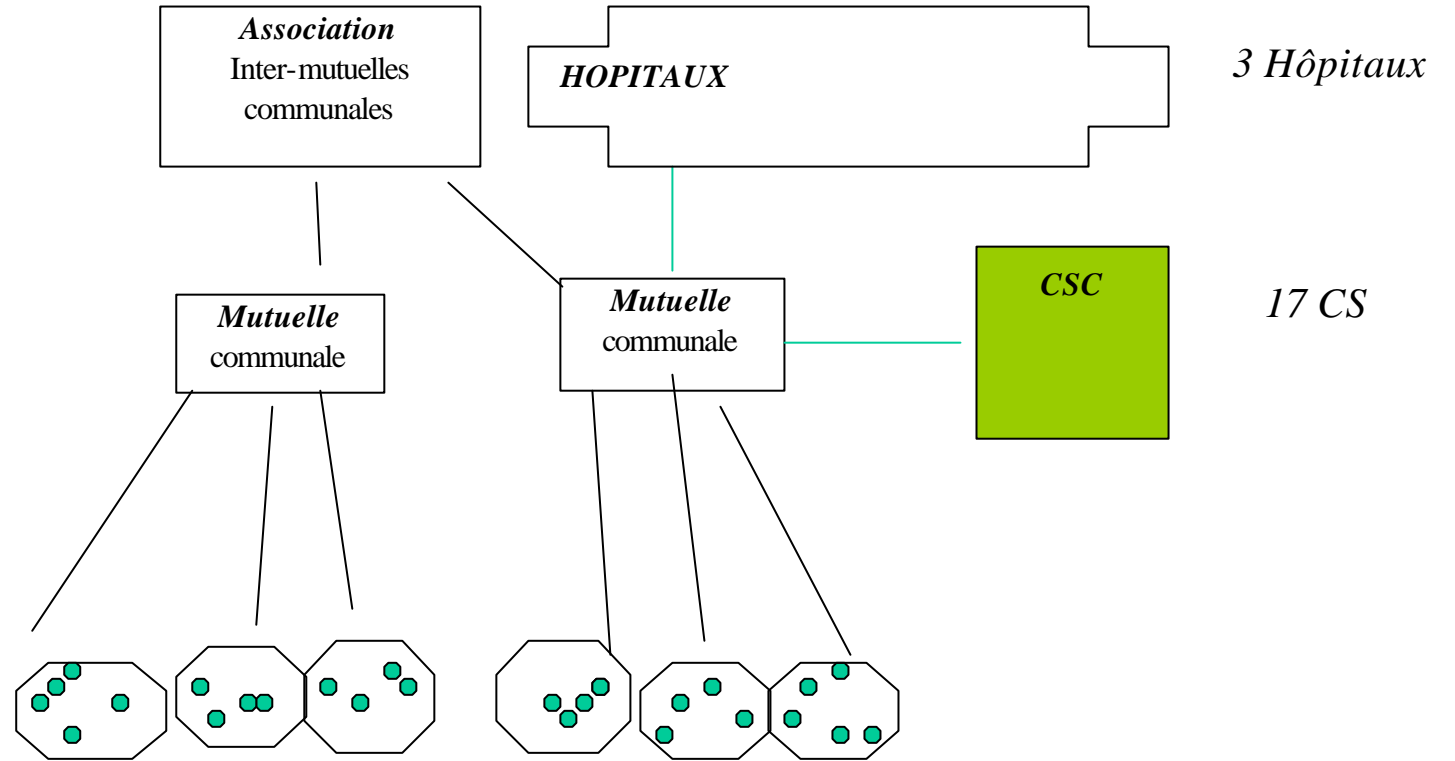 Association
Inter-mutuelles
communales
HOPITAUX
3 Hôpitaux
Mutuelle
communale
Mutuelle
communale
CSC
17 CS